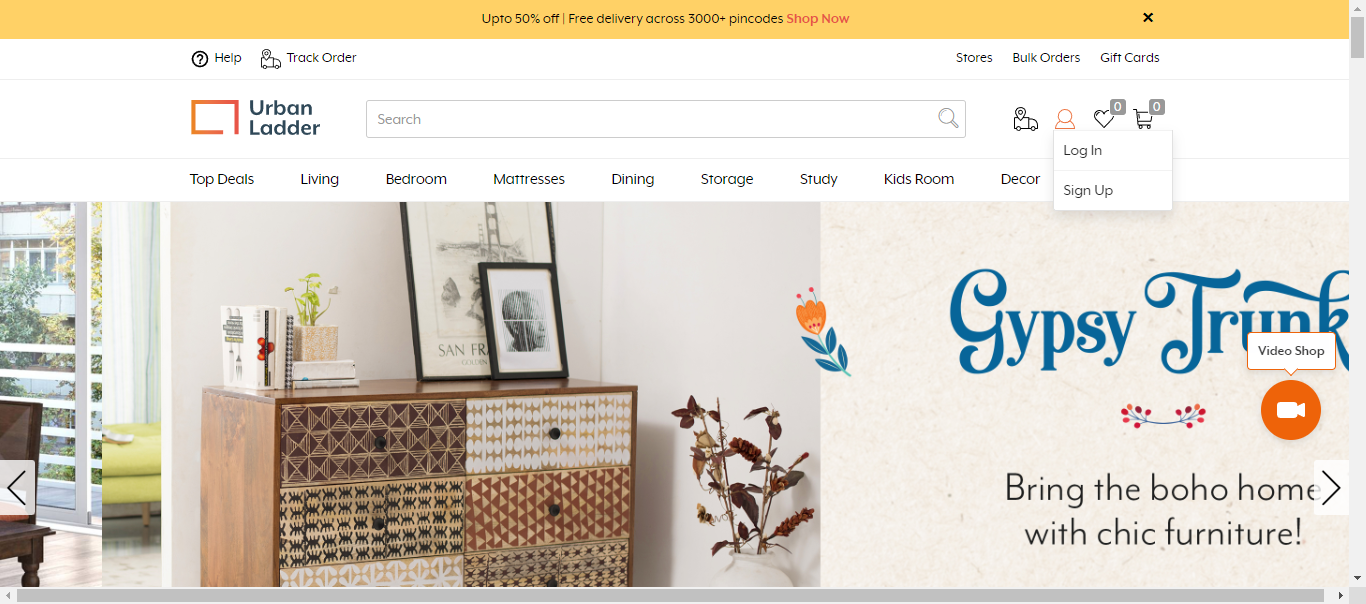 Upto 50% off | Free delivery across 3000+ pincodes Shop Now
Help
Track Order
Stores
Bulk Orders
Gift Cards
Urban
Ladder
Search
0
0
Log In
Sign Up
Top Deals
Living
Bedroom
Mattresses
Dining
Storage
Study
Kids Room
Decor
SAN FRA
Gypsy Trunk
Video Shop
Bring the boho home
with chic furniture!